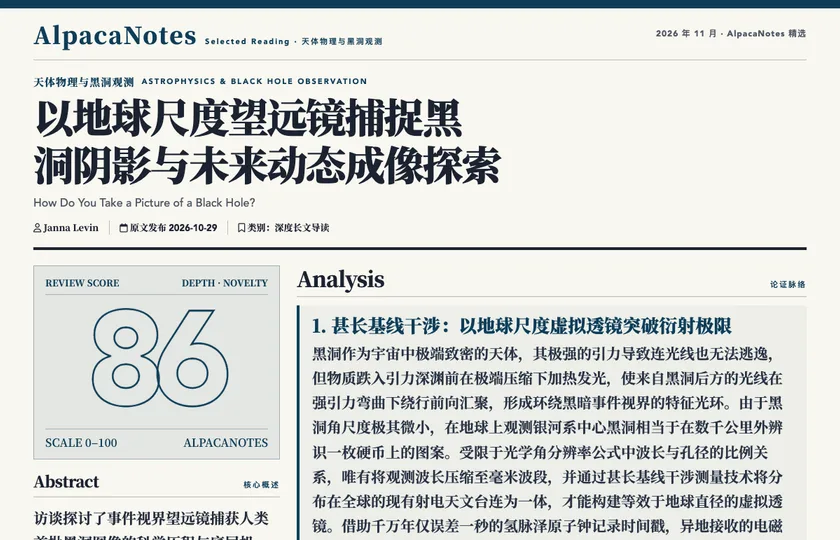 AlpacaNotes Selected Reading · 天体物理与黑洞观测
2026 年 11 月 · AlpacaNotes 精选
天体物理与黑洞观测 ASTROPHYSICS & BLACK HOLE OBSERVATION
以地球尺度望远镜捕捉黑
洞阴影与未来动态成像探索
How Do You Take a Picture of a Black Hole?
Janna Levin 原文发布 2026-10-29 类别：深度长文导读
REVIEW SCORE DEPTH · NOVELTY
86
SCALE 0–100 ALPACANOTES
Abstract 核心概述
访谈探讨了事件视界望远镜捕获人类
Analysis 论证脉络
1. 甚长基线干涉：以地球尺度虚拟透镜突破衍射极限
黑洞作为宇宙中极端致密的天体，其极强的引力导致连光线也无法逃逸，
但物质跌入引力深渊前在极端压缩下加热发光，使来自黑洞后方的光线在
强引力弯曲下绕行前向汇聚，形成环绕黑暗事件视界的特征光环。由于黑
洞角尺度极其微小，在地球上观测银河系中心黑洞相当于在数千公里外辨
识一枚硬币上的图案。受限于光学角分辨率公式中波长与孔径的比例关
系，唯有将观测波长压缩至毫米波段，并通过甚长基线干涉测量技术将分
布在全球的现有射电天文台连为一体，才能构建等效于地球直径的虚拟透
镜。借助千万年仅误差一秒的氢脉泽原子钟记录时间戳，异地接收的电磁